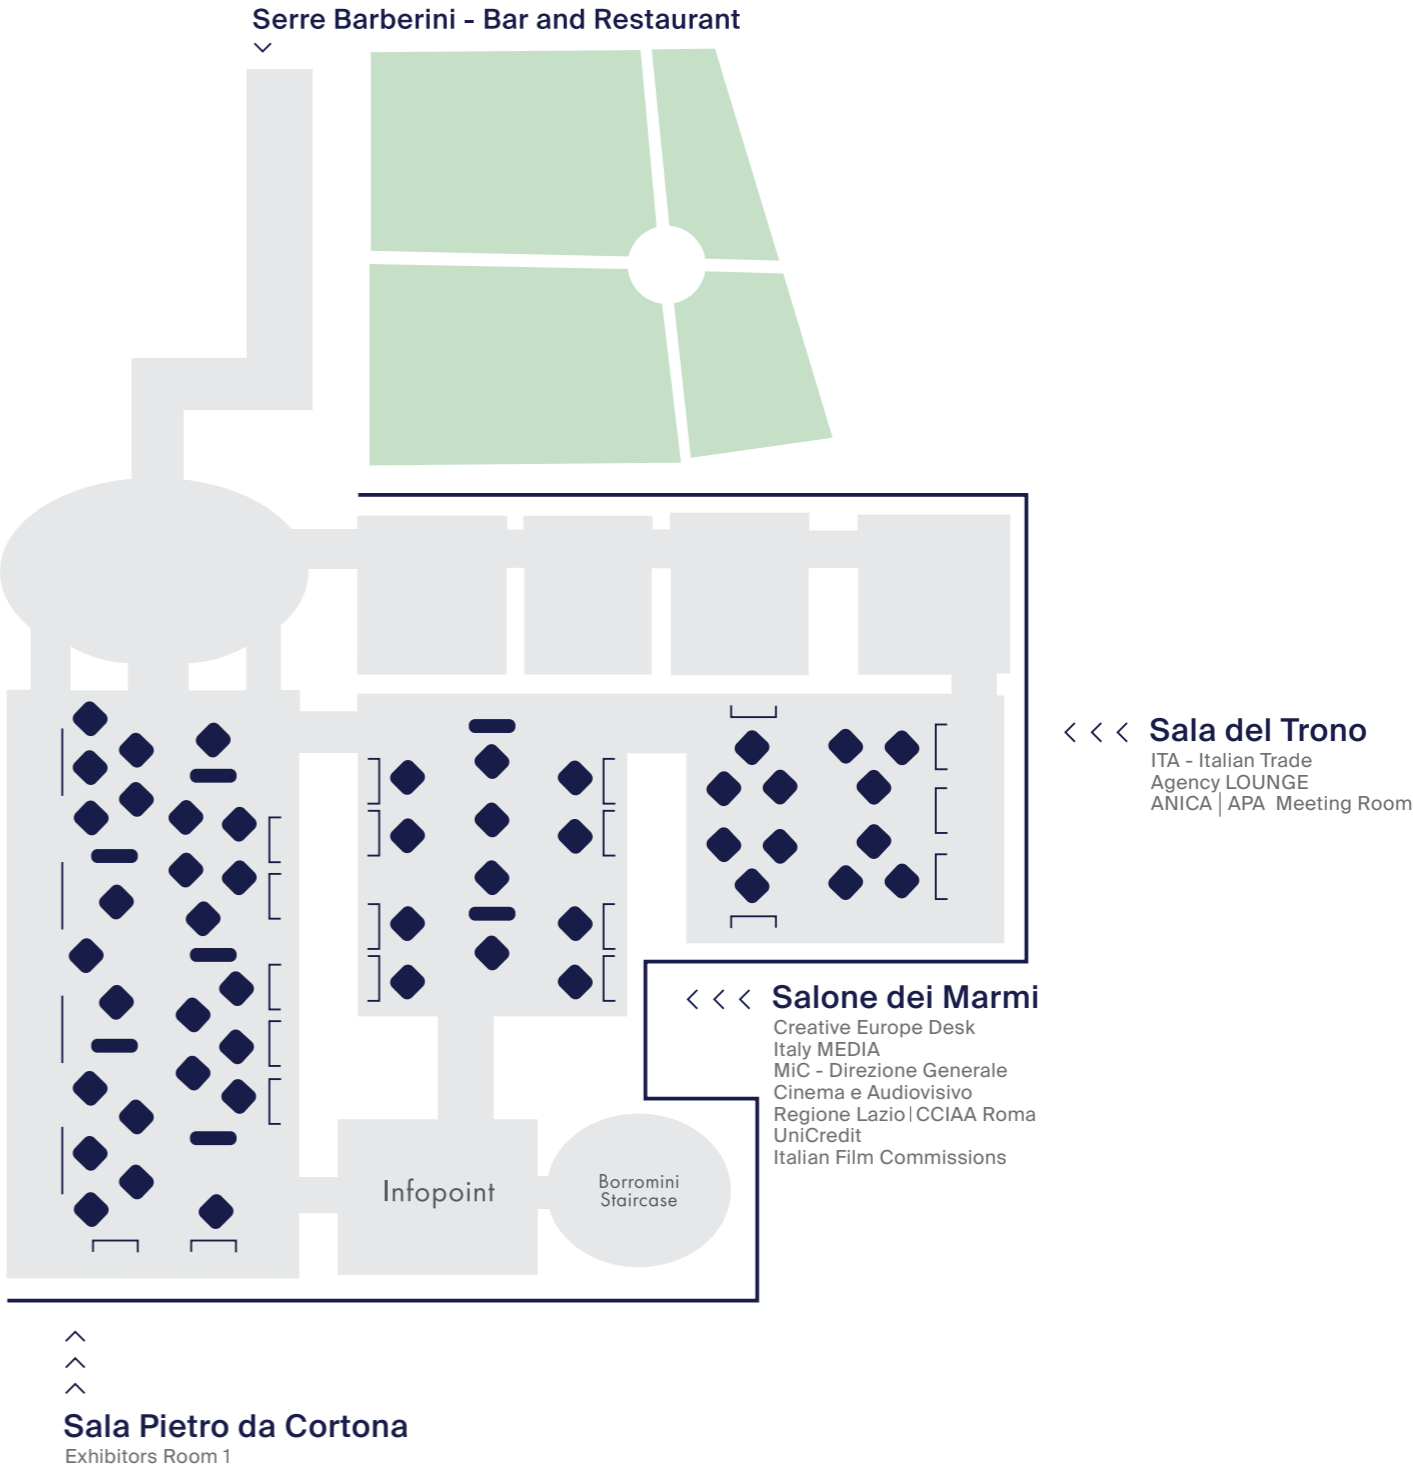 Serre Barberini - Bar and Restaurant
Sala del Trono
ITA - Italian Trade
Agency LOUNGE
ANICA | APA Meeting Room
Salone dei Marmi
Creative Europe Desk
Italy MEDIA
MiC - Direzione Generale
Cinema e Audiovisivo
Regione Lazio | CCIAA Roma
UniCredit
Italian Film Commissions
Infopoint
Borromini
Staircase
Sala Pietro da Cortona
Exhibitors Room 1